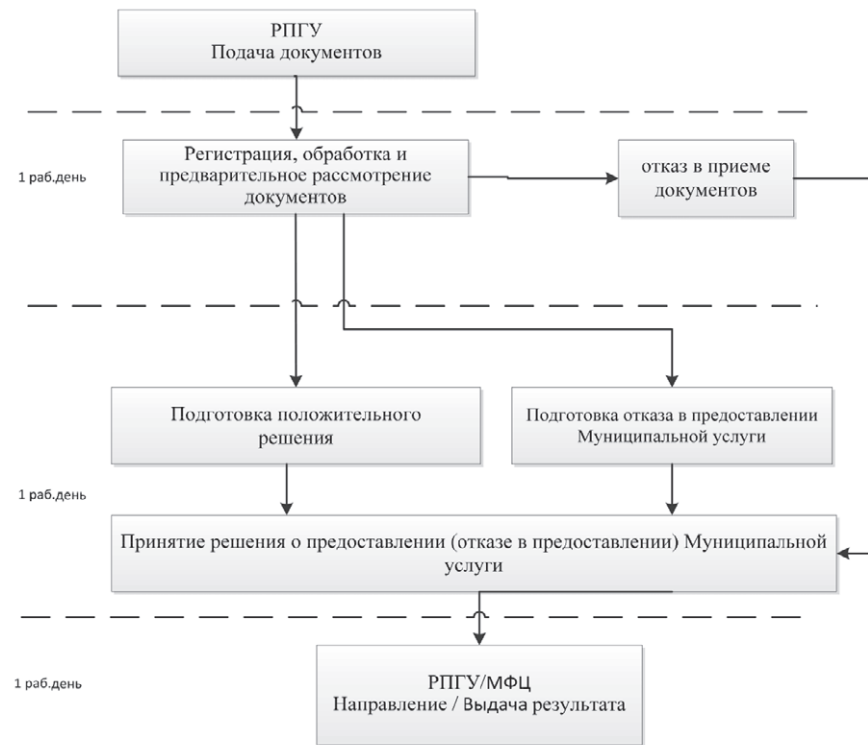 РПГУ
Подача документов
1 раб.день
Регистрация, обработка и
предварительное рассмотрение
документов
отказ в приеме
документов
Подготовка положительного
решения
Подготовка отказа в предоставлении
Муниципальной услуги
1 раб.день
Принятие решения о предоставлении (отказе в предоставлении) Муниципальной
услуги
1 раб.день
РПГУ/МФЦ
Направление / Выдача результата